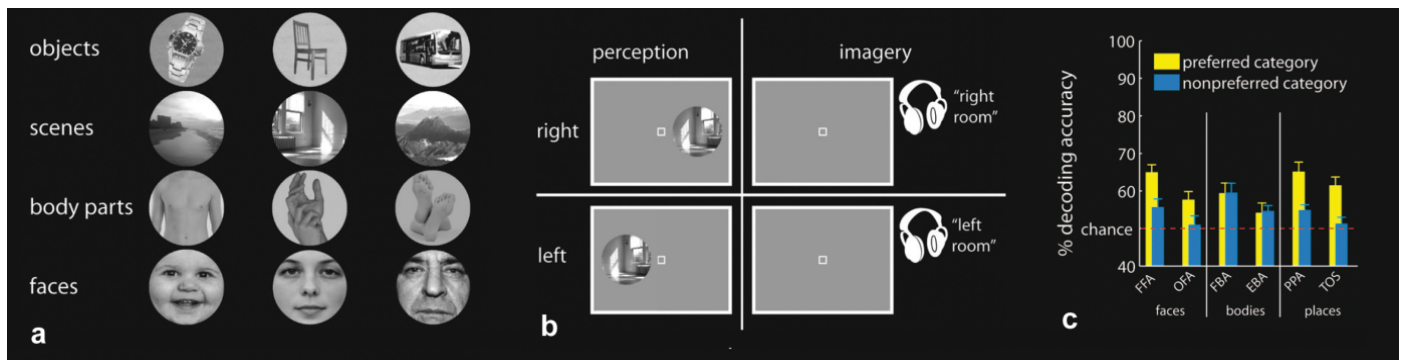 objects
scenes
body parts
faces
a
perception
imagery
right
“right
room”
left
“left
room”
b
% decoding accuracy
100
90
80
70
60
chance
40
preferred category
nonpreferred category
FFA
OFA
FBA
EBA
PPA
TOS
faces
bodies
places
c